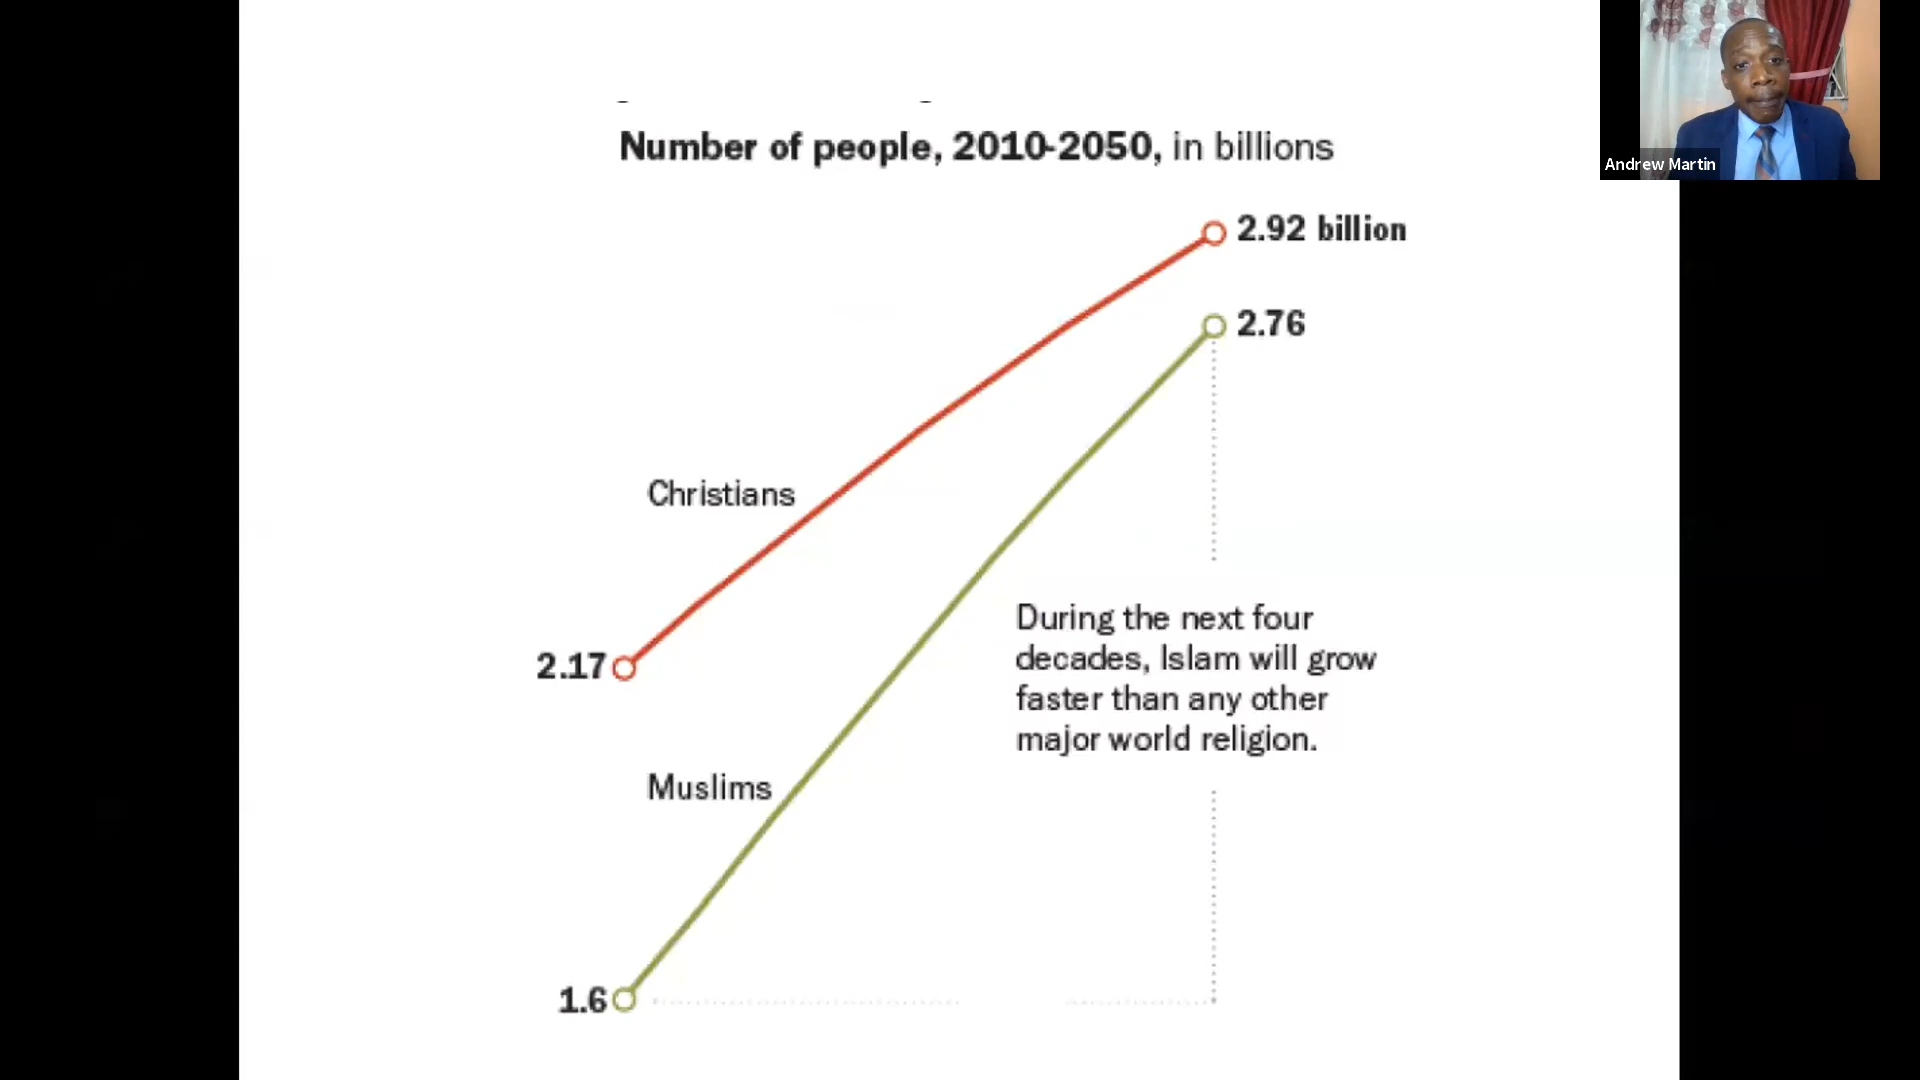 Number of people, 2010-2050, in billions
Andrew Martin
2.92 billion
2.76
Christians
2.17
During the next four
decades, Islam will grow
faster than any other
major world religion.
Muslims
1.6